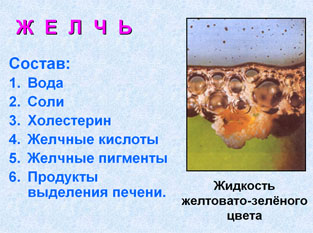 Ж Е Л Ч Ь
Состав:
1. Вода
2. Соли
3. Холестерин
4. Желчные кислоты
5. Желчные пигменты
6. Продукты
выделения печени.
Жидкость
желтовато-зелёного
цвета